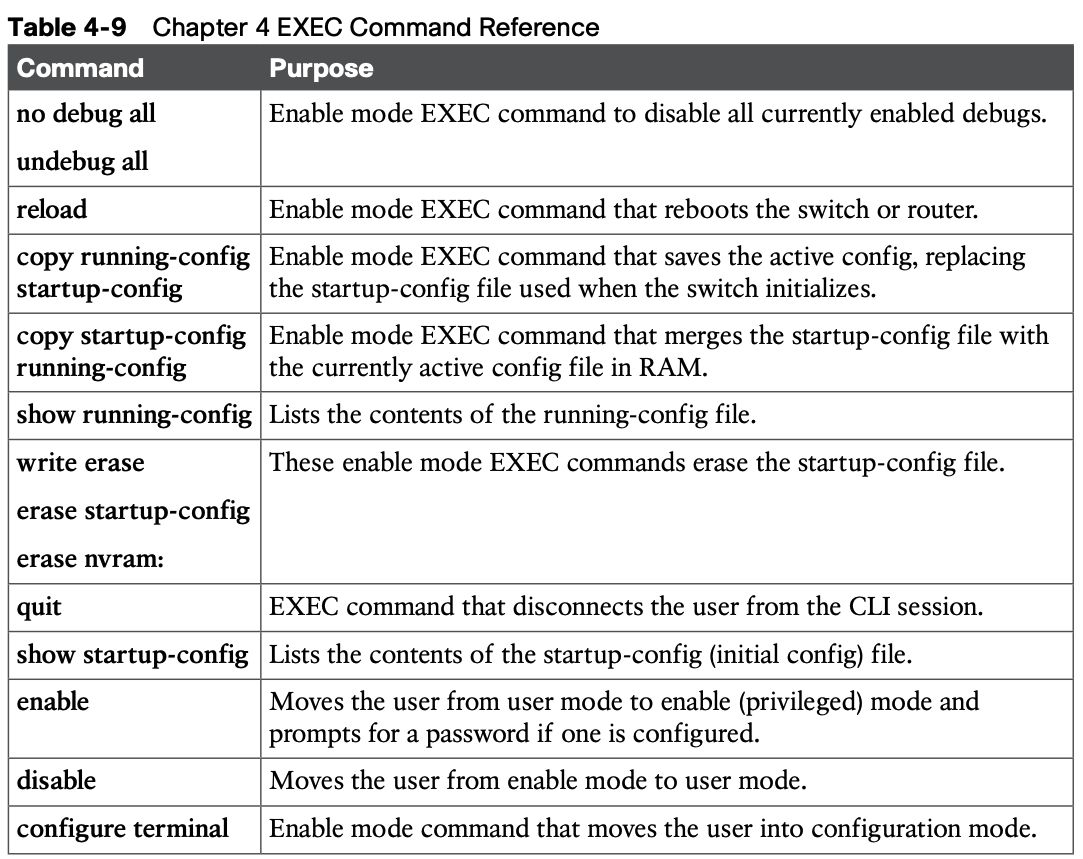 Table 4-9 Chapter 4 EXEC Command Reference
Command Purpose
no debug all Enable mode EXEC command to disable all currently enabled debugs.
undebug all
reload Enable mode EXEC command that reboots the switch or router.
copy running-config Enable mode EXEC command that saves the active config, replacing
startup-config the startup-config file used when the switch initializes.
copy startup-config Enable mode EXEC command that merges the startup-config file with
running-config the currently active config file in RAM.
show running-config Lists the contents of the running-config file.
write erase These enable mode EXEC commands erase the startup-config file.
erase startup-config
erase nvram:
quit EXEC command that disconnects the user from the CLI session.
show startup-config Lists the contents of the startup-config (initial config) file.
enable Moves the user from user mode to enable (privileged) mode and
prompts for a password if one is configured.
disable Moves the user from enable mode to user mode.
configure terminal Enable mode command that moves the user into configuration mode.